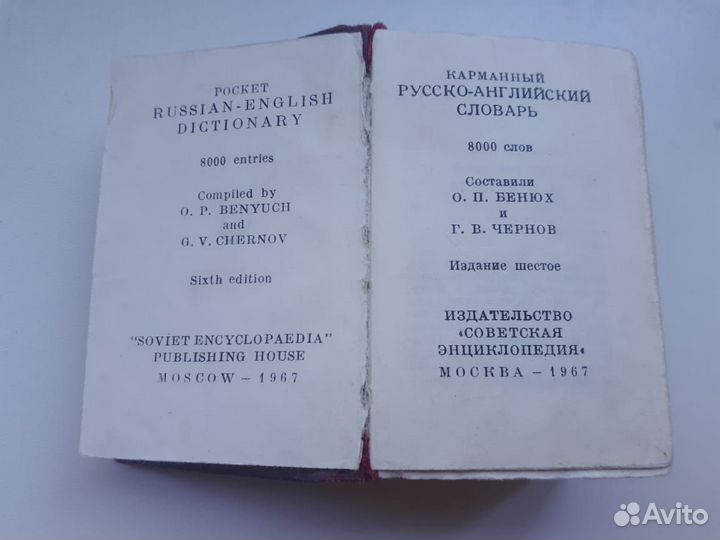 POCKET
RUSSIAN-ENGLISH
DICTIONARY
8000 entries
Compiled by
O. P. BENYUCH
and
G. V. CHERNOV
Sixth edition
"SOVIET ENCYCLOPAEDIA"
PUBLISHING HOUSE
MOSCOW – 1967
КАРМАННЫЙ
РУССКО-АНГЛИЙСКИЙ
СЛОВАРЬ
8000 слов
Составили
О. П. БЕНЮХ
и
Г. В. ЧЕРНОВ
Издание шестое
ИЗДАТЕЛЬСТВО
«СОВЕТСКАЯ
ЭНЦИКЛОПЕДИЯ«
МОСКВА – 1967
Avito